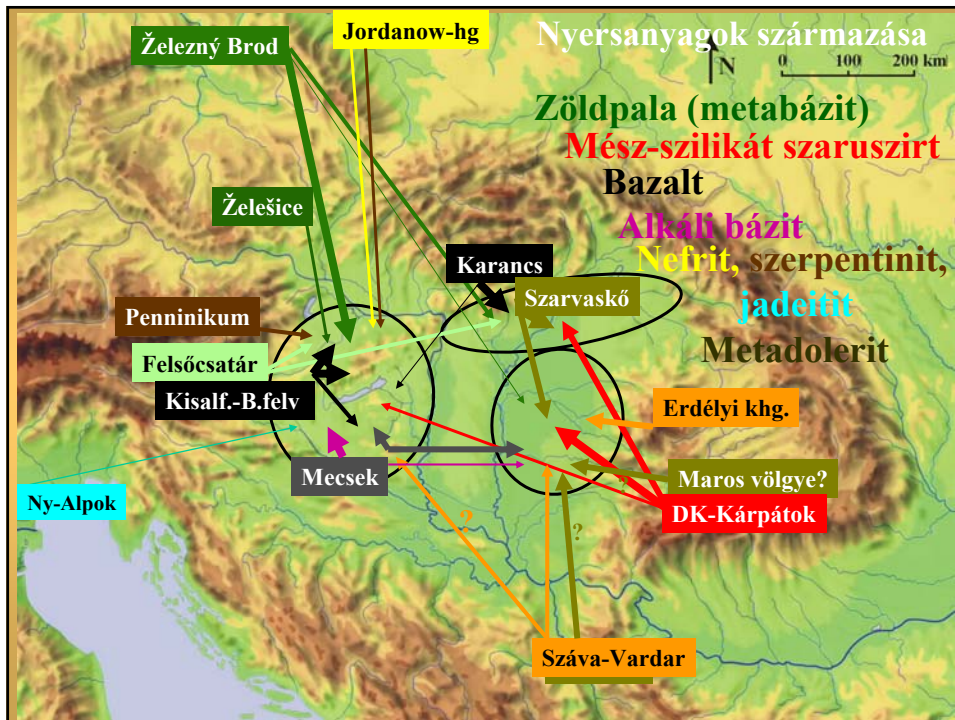 Nyersanyagok származása
N
0 100 200 km
Zöldpala (metabázit)
Mész-szilikát szaruszirt
Bazalt
Alkáli bázit
Nefrit, szerpentinit,
jadeitit
Metadolerit
Železný Brod
Jordanow-hg
Želešice
Karancs
Szarvaskő
Penninikum
Felsőcsatár
Kisalf.-B.felv
Erdélyi khg.
Mecsek
Maros völgye?
Ny-Alpok
DK-Kárpátok
?
?
?
Száva-Vardar